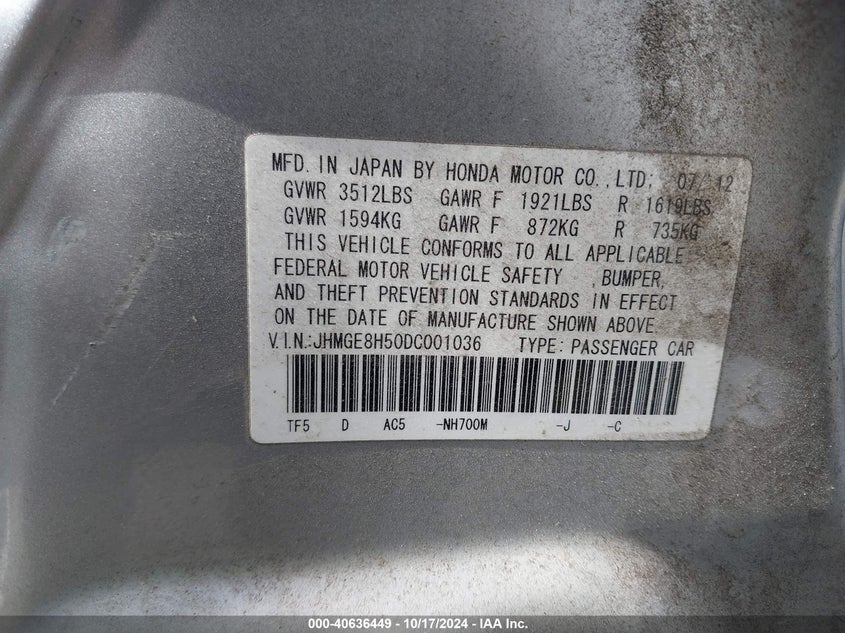 MFD. IN JAPAN BY HONDA MOTOR CO.,LTD; 07/12
GVWR 3512LBS GAWR F 1921LBS R 1619LBS
GVWR 1594KG GAWR F 872KG R 735KG
THIS VEHICLE CONFORMS TO ALL APPLICABLE
FEDERAL MOTOR VEHICLE SAFETY , BUMPER,
AND THEFT PREVENTION STANDARDS IN EFFECT
ON THE DATE OF MANUFACTURE SHOWN ABOVE.
V.I.N.:JHMGE8H50DC001036 TYPE: PASSENGER CAR
TF5 D AC5 -NH700M -J -C
000-40636449 - 10/17/2024 - IAA Inc.